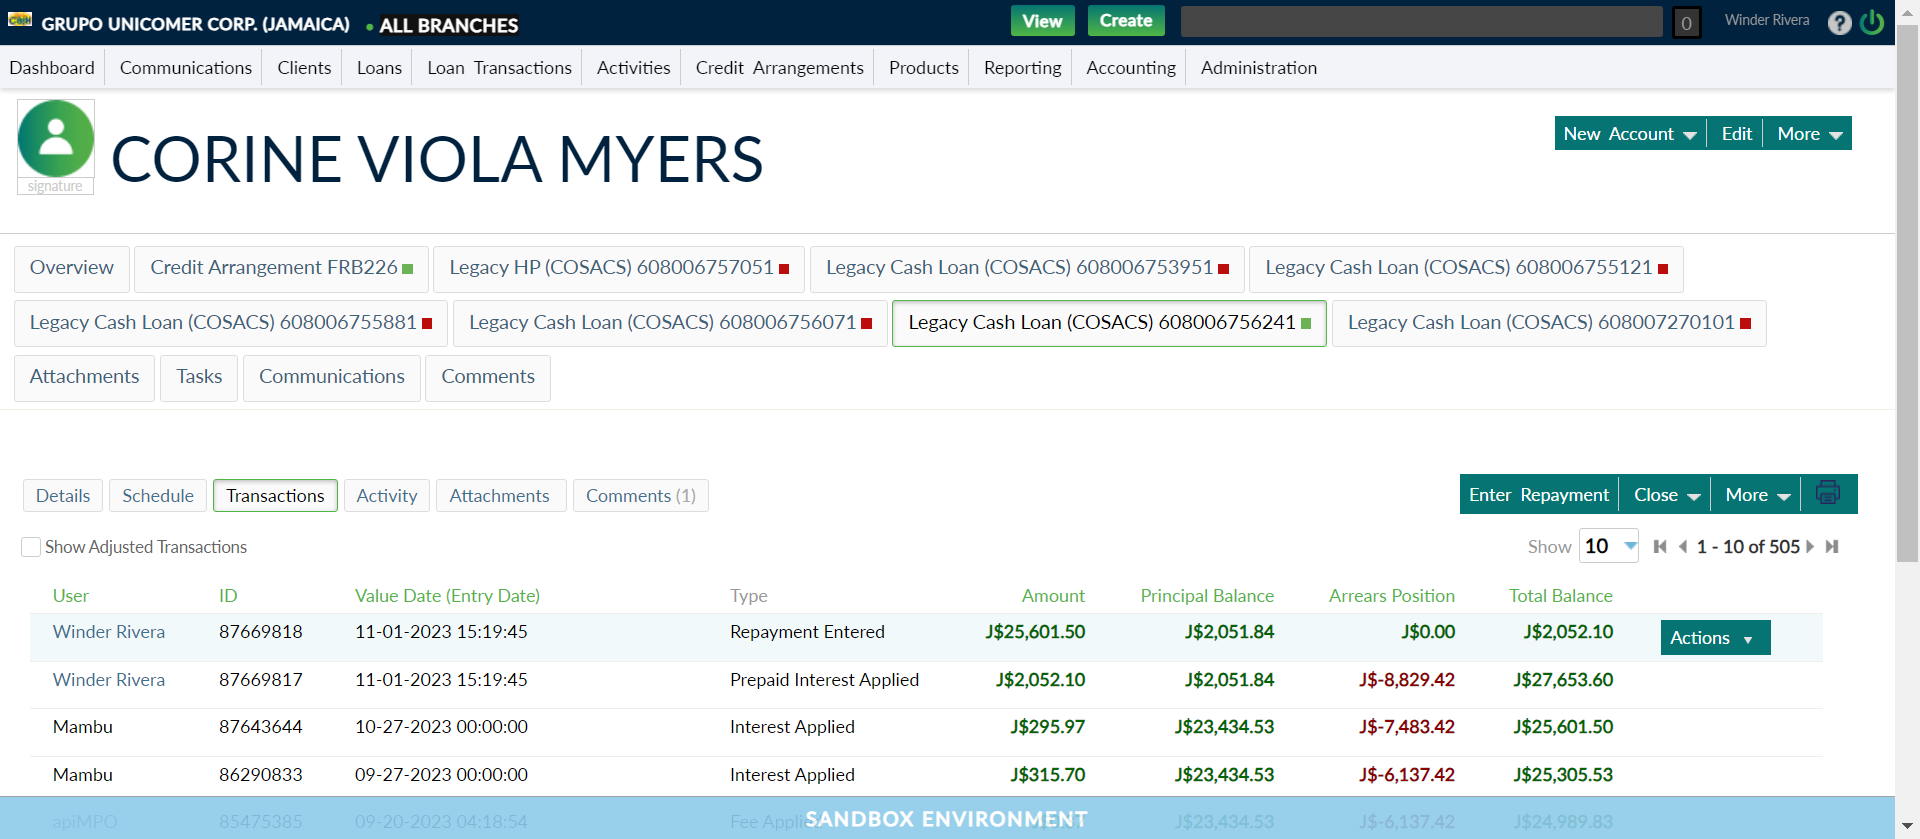 Cash GRUPO UNICOMER CORP. (JAMAICA) • ALL BRANCHES View Create 0 Winder Rivera ?
Dashboard Communications Clients Loans Loan Transactions Activities Credit Arrangements Products Reporting Accounting Administration
signature
CORINE VIOLA MYERS
New Account Edit More
Overview Credit Arrangement FRB226 Legacy HP (COSACS) 608006757051 Legacy Cash Loan (COSACS) 608006753951 Legacy Cash Loan (COSACS) 608006755121
Legacy Cash Loan (COSACS) 608006755881 Legacy Cash Loan (COSACS) 608006756071 Legacy Cash Loan (COSACS) 608006756241 Legacy Cash Loan (COSACS) 608007270101
Attachments Tasks Communications Comments
Details Schedule Transactions Activity Attachments Comments (1) Enter Repayment Close More
Show Adjusted Transactions Show 10 1 - 10 of 505
User ID Value Date (Entry Date) Type Amount Principal Balance Arrears Position Total Balance
Winder Rivera 87669818 11-01-2023 15:19:45 Repayment Entered J$25,601.50 J$2,051.84 J$0.00 J$2,052.10 Actions
Winder Rivera 87669817 11-01-2023 15:19:45 Prepaid Interest Applied J$2,052.10 J$2,051.84 J$-8,829.42 J$27,653.60
Mambu 87643644 10-27-2023 00:00:00 Interest Applied J$295.97 J$23,434.53 J$-7,483.42 J$25,601.50
Mambu 86290833 09-27-2023 00:00:00 Interest Applied J$315.70 J$23,434.53 J$-6,137.42 J$25,305.53
apiMPO 85475385 09-20-2023 04:18:54 Fee J$23,434.53 J$-6,137.42 J$24,989.83
SANDBOX ENVIRONMENT